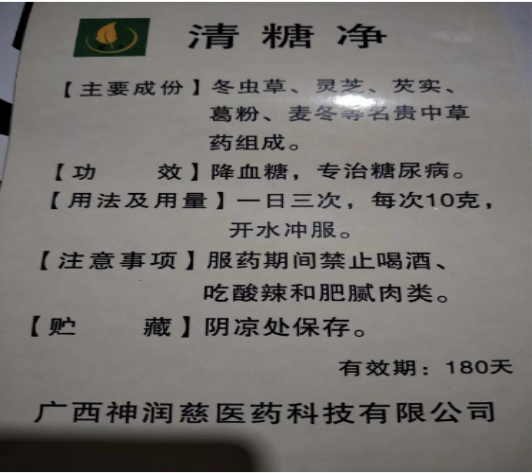 清糖净
【主要成份】冬虫草、灵芝、芡实、
葛粉、麦冬等名贵中草
药组成。
【功 效】降血糖，专治糖尿病。
【用法及用量】一日三次，每次10克，
开水冲服。
【注意事项】服药期间禁止喝酒、
吃酸辣和肥腻肉类。
【贮 藏】阴凉处保存。
有效期：180天
广西神润慈医药科技有限公司